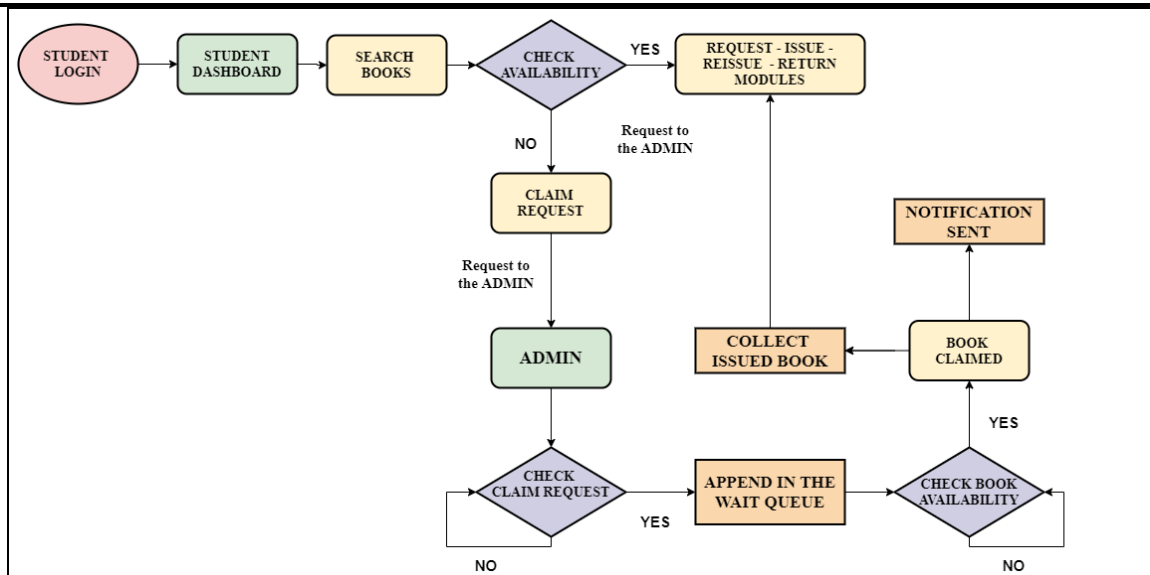 STUDENT
LOGIN
STUDENT
DASHBOARD
SEARCH
BOOKS
CHECK
AVAILABILITY
YES
REQUEST - ISSUE -
REISSUE - RETURN
MODULES
NO
Request to
the ADMIN
CLAIM
REQUEST
NOTIFICATION
SENT
Request to
the ADMIN
ADMIN
COLLECT
ISSUED BOOK
BOOK
CLAIMED
YES
CHECK
CLAIM REQUEST
YES
APPEND IN THE
WAIT QUEUE
CHECK BOOK
AVAILABILITY
NO
NO